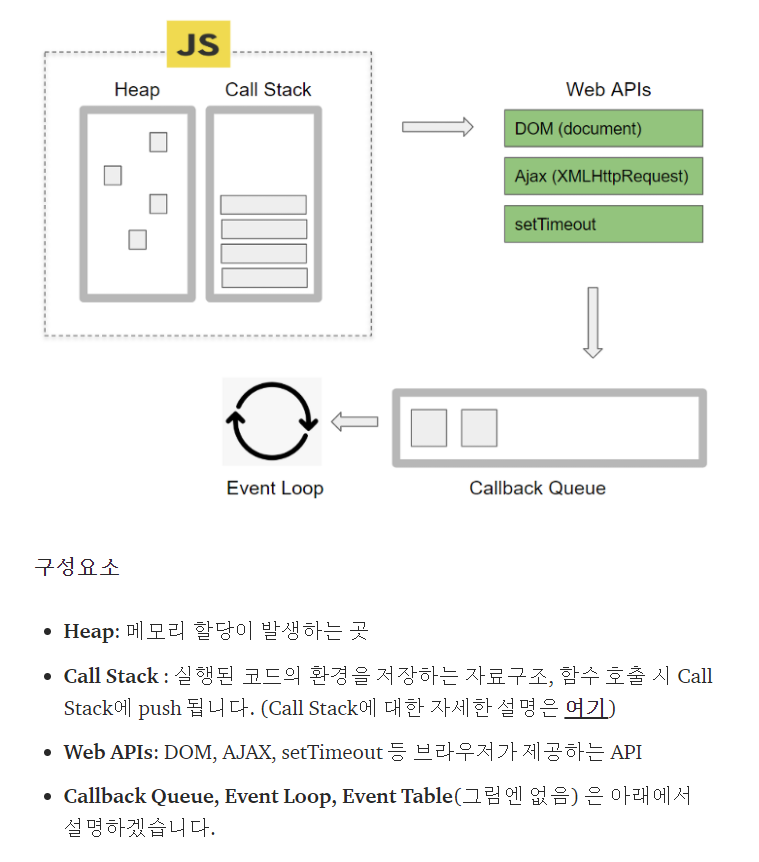 JS
Heap
Call Stack
Web APIs
DOM (document)
Ajax (XMLHttpRequest)
setTimeout
Event Loop
Callback Queue
구성요소
Heap: 메모리 할당이 발생하는 곳
Call Stack : 실행된 코드의 환경을 저장하는 자료구조, 함수 호출 시 Call
Stack에 push 됩니다. (Call Stack에 대한 자세한 설명은 여기)
Web APIs: DOM, AJAX, setTimeout 등 브라우저가 제공하는 API
Callback Queue, Event Loop, Event Table(그림엔 없음) 은 아래에서
설명하겠습니다.